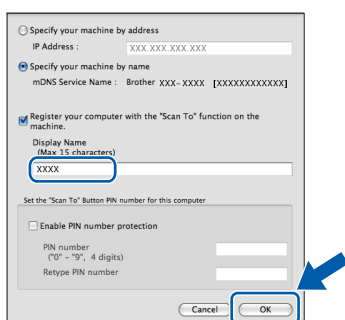 Specify your machine by address
IP Address : XXX.XXX.XXX.XXX
Specify your machine by name
mDNS Service Name : Brother XXX-XXXX [XXXXXXXXXXXX]
Register your computer with the "Scan To" function on the
machine.
Display Name
(Max 15 characters)
XXXX
Set the "Scan To" Button PIN number for this computer
Enable PIN number protection
PIN number
("0" – "9", 4 digits)
Retype PIN number
Cancel OK